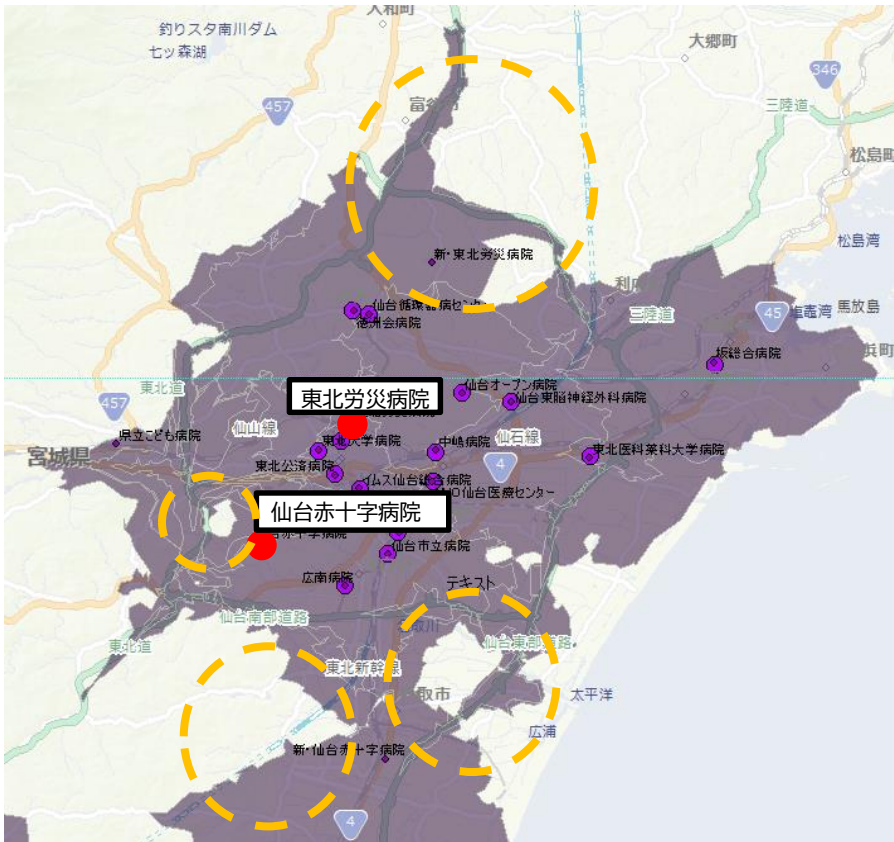 大和町
釣りスタ南川ダム
七ッ森湖
大郷町
346
457
三陸道
松島町
松島湾
新・東北労災病院
三陸道
45
塩竈湾
馬放島
仙台循環器病センター
徳洲会病院
坂総合病院
浜町
東北道
457
仙台オープン病院
仙台東脳神経外科病院
東北労災病院
仙山線
仙石線
県立こども病院
宮城県
東北大学病院
中嶋病院
4
東北医科薬科大学病院
東北公済病院
イムス仙台総合病院
仙台医療センター
仙台赤十字病院
仙台市立病院
広南病院
テキスト
仙台南部道路
東北道
仙台東部道路
東北新幹線
取市
太平洋
広浦
新・仙台赤十字病院
4